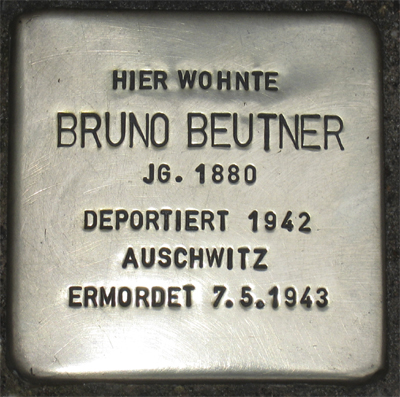 HIER WOHNTE
BRUNO BEUTNER
JG. 1880
DEPORTIERT 1942
AUSCHWITZ
ERMORDET 7.5.1943